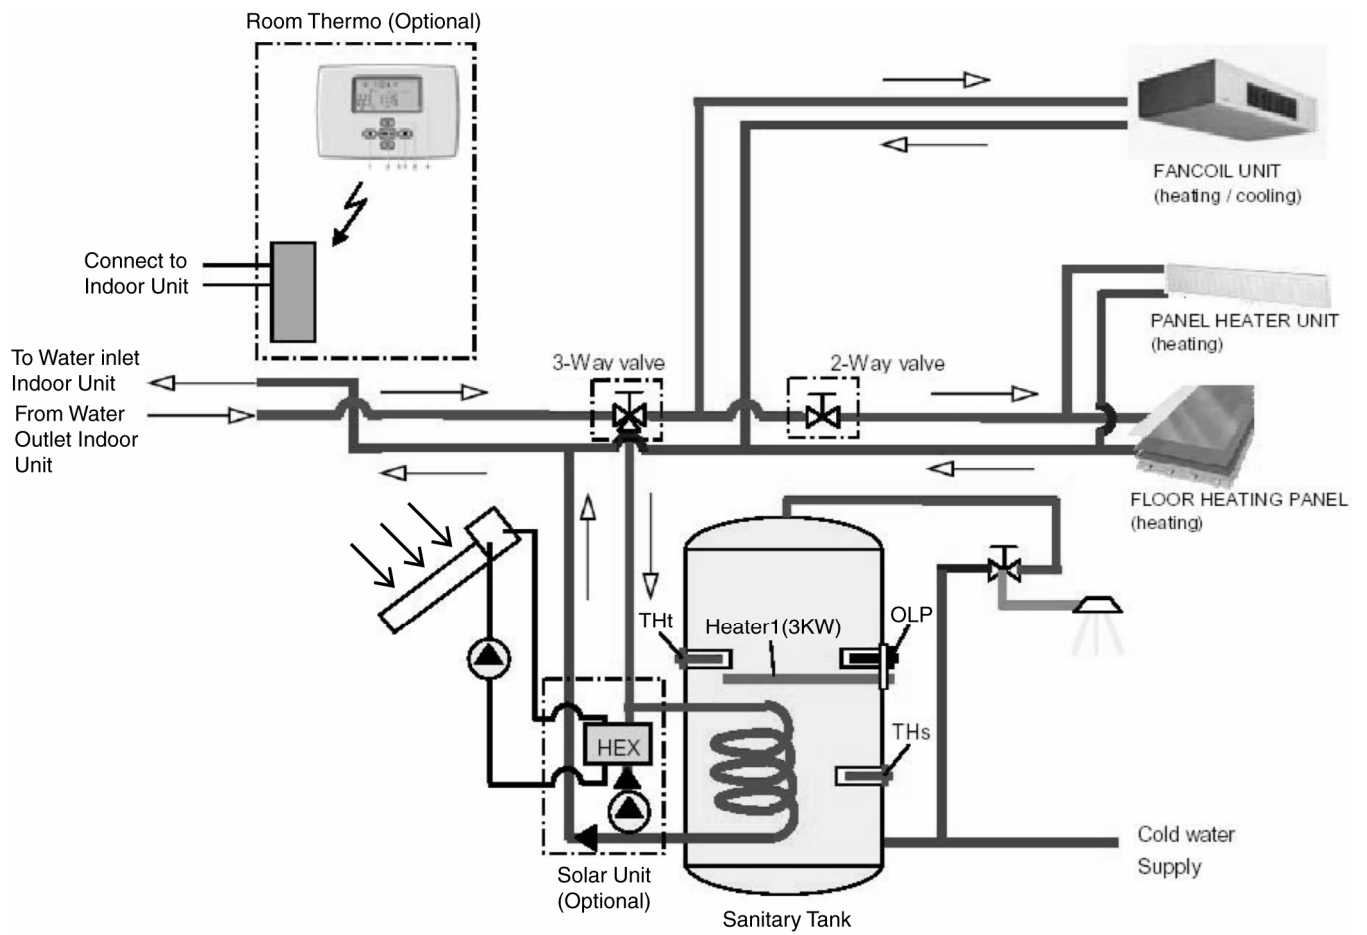 Room Thermo (Optional)
FANCOIL UNIT
(heating / cooling)
Connect to
Indoor Unit
PANEL HEATER UNIT
(heating)
To Water inlet
Indoor Unit
3-Way valve
2-Way valve
From Water
Outlet Indoor
Unit
FLOOR HEATING PANEL
(heating)
THt
Heater1(3KW)
OLP
THs
HEX
Cold water
Supply
Solar Unit
(Optional)
Sanitary Tank